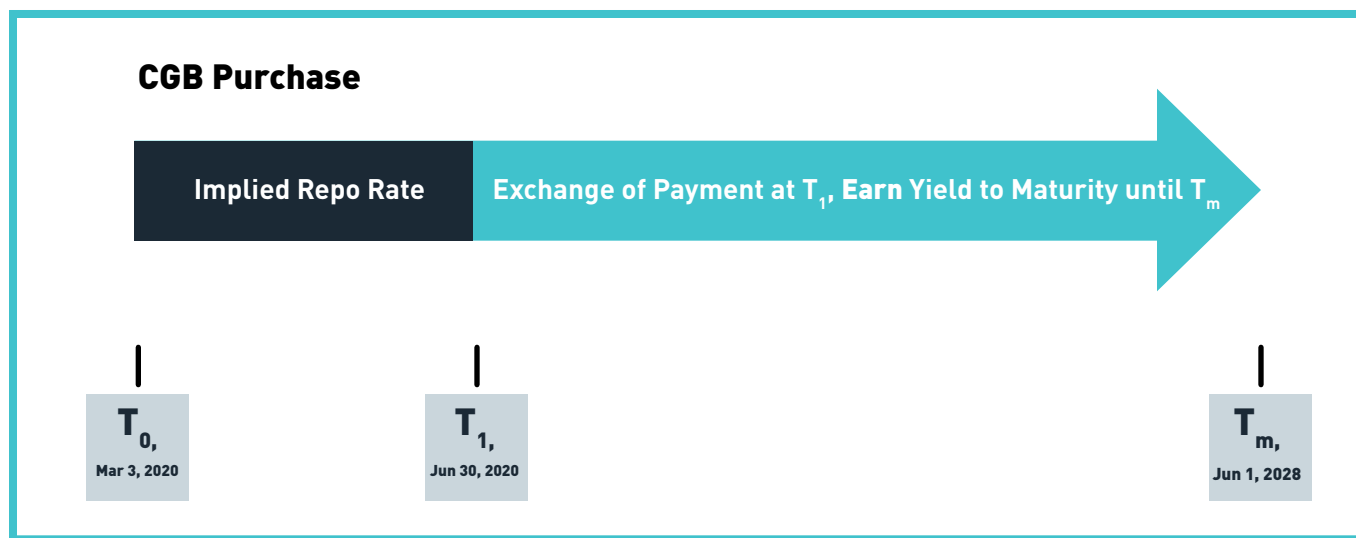 CGB Purchase
Implied Repo Rate
Exchange of Payment at T₁, Earn Yield to Maturity until Tₘ
T₀,
Mar 3, 2020
T₁,
Jun 30, 2020
Tₘ,
Jun 1, 2028